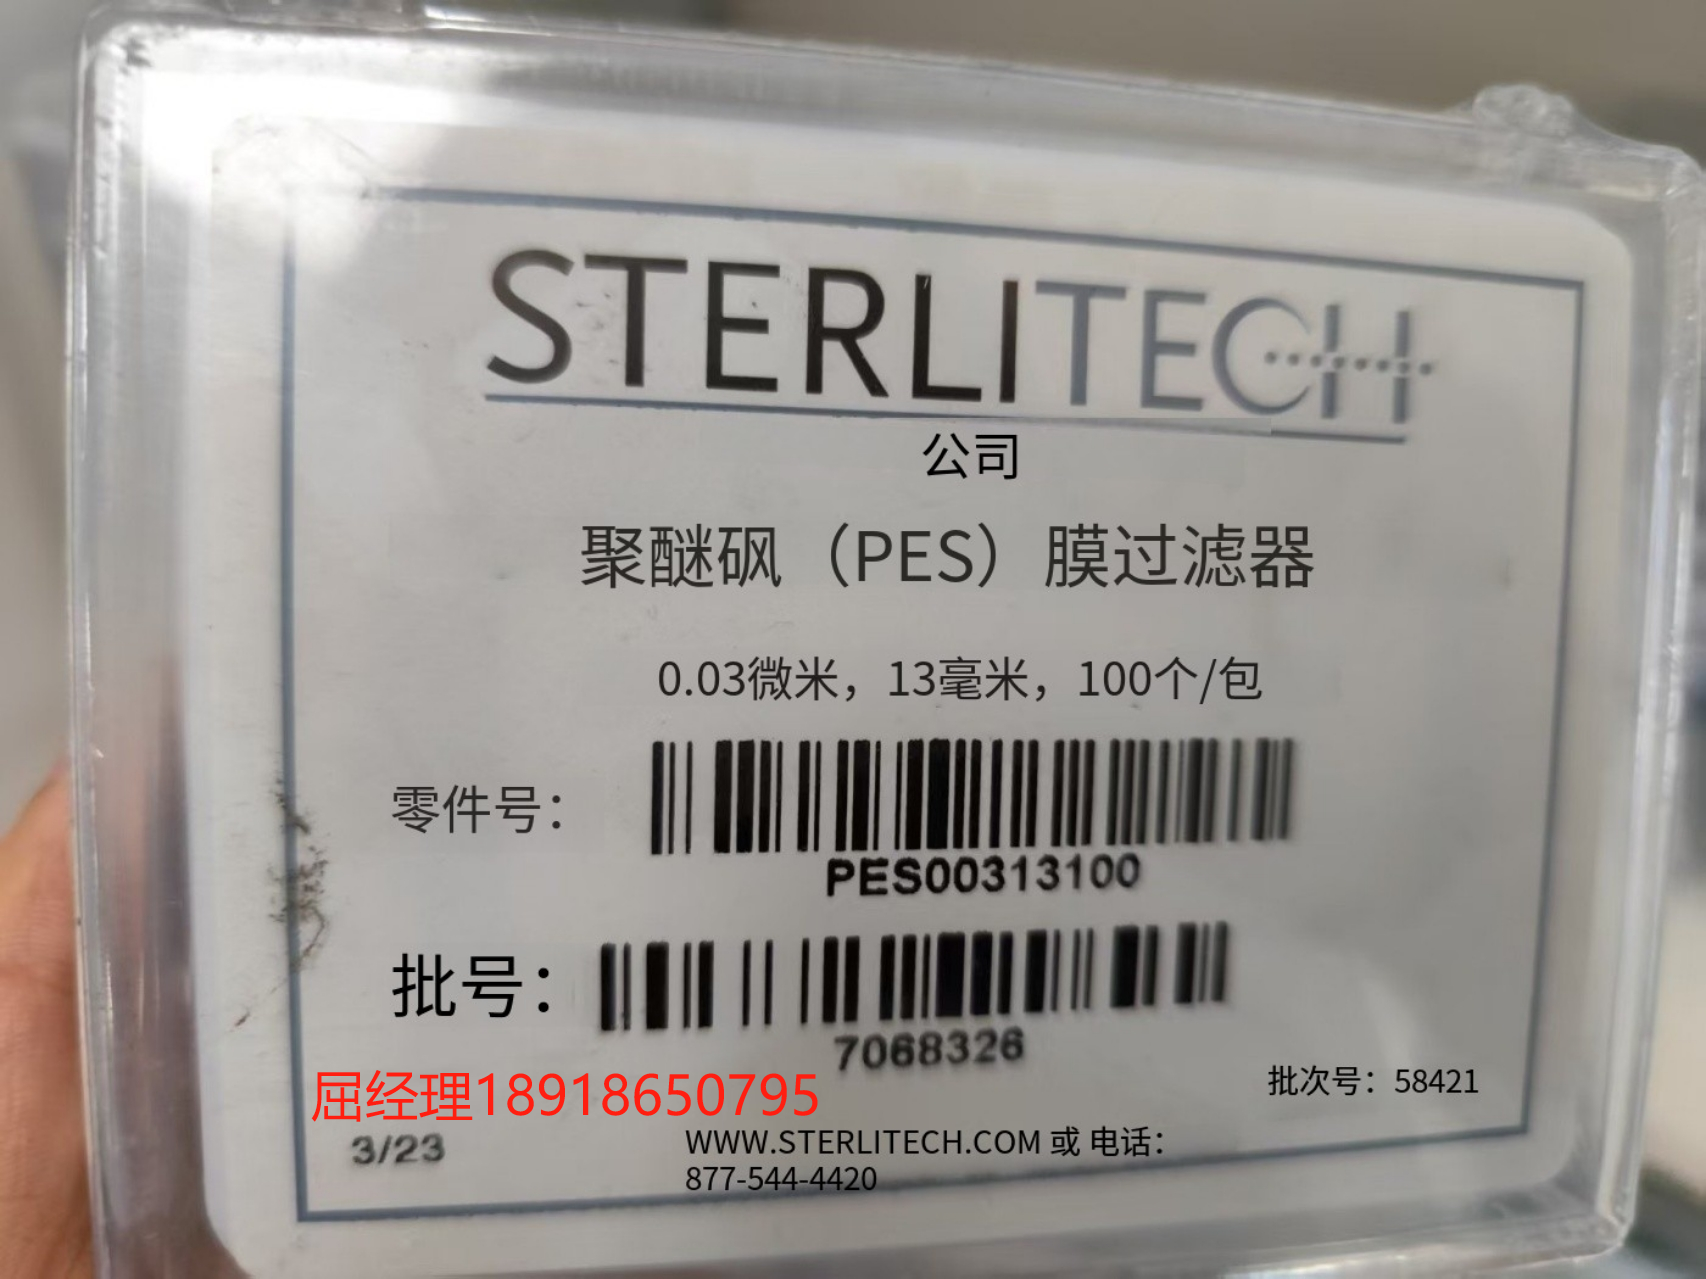 STERLITECH
公司
聚醚砜（PES）膜过滤器
0.03微米，13毫米，100个/包
零件号：
PES00313100
批号：
7068326
屈经理18918650795
批次号：58421
3/23
WWW.STERLITECH.COM 或 电话：
877-544-4420